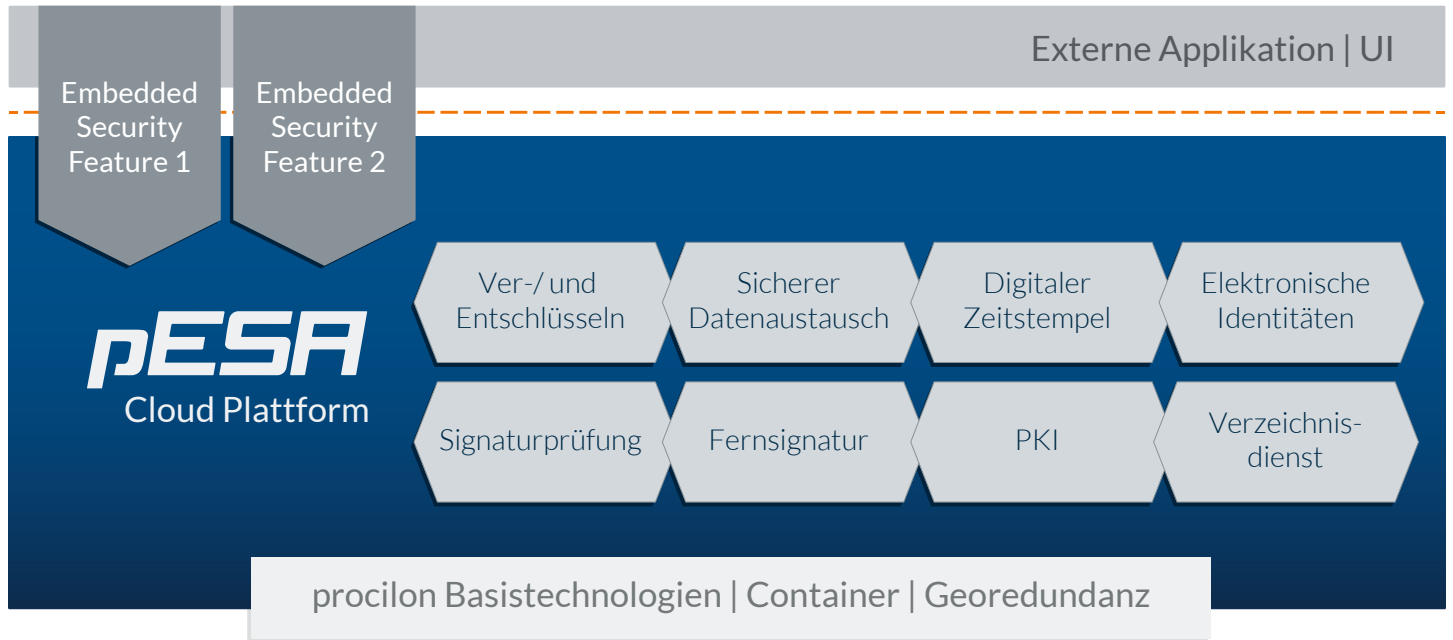 Externe Applikation | UI
Embedded
Security
Feature 1
Embedded
Security
Feature 2
pESA
Cloud Plattform
Ver-/ und
Entschlüsseln
Sicherer
Datenaustausch
Digitaler
Zeitstempel
Elektronische
Identitäten
Signaturprüfung
Fernsignatur
PKI
Verzeichnis-
dienst
procilon Basistechnologien | Container | Georedundanz